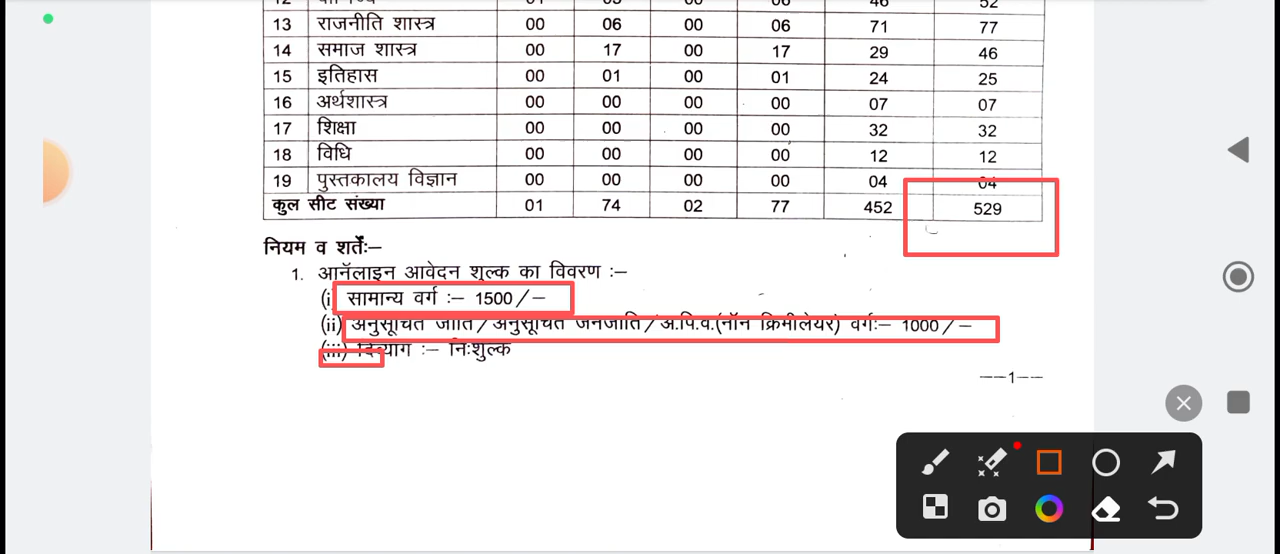 13 राजनीति शास्त्र 00 06 00 06 71 77
14 समाज शास्त्र 00 17 00 17 29 46
15 इतिहास 00 01 00 01 24 25
16 अर्थशास्त्र 00 00 00 00 07 07
17 शिक्षा 00 00 00 00 32 32
18 विधि 00 00 00 00 12 12
19 पुस्तकालय विज्ञान 00 00 00 00 04 04
कुल सीट संख्या 01 74 02 77 452 529
नियम व शर्तेंः–
1. आनॅलाइन आवेदन शुल्क का विवरण :–
(i) सामान्य वर्ग :– 1500/–
(ii) अनुसूचित जाति/अनुसूचित जनजाति/अ.पि.व.(नॉन क्रिमीलेयर) वर्गः– 1000/–
(iii) दिव्यांग :– निःशुल्क
––1––